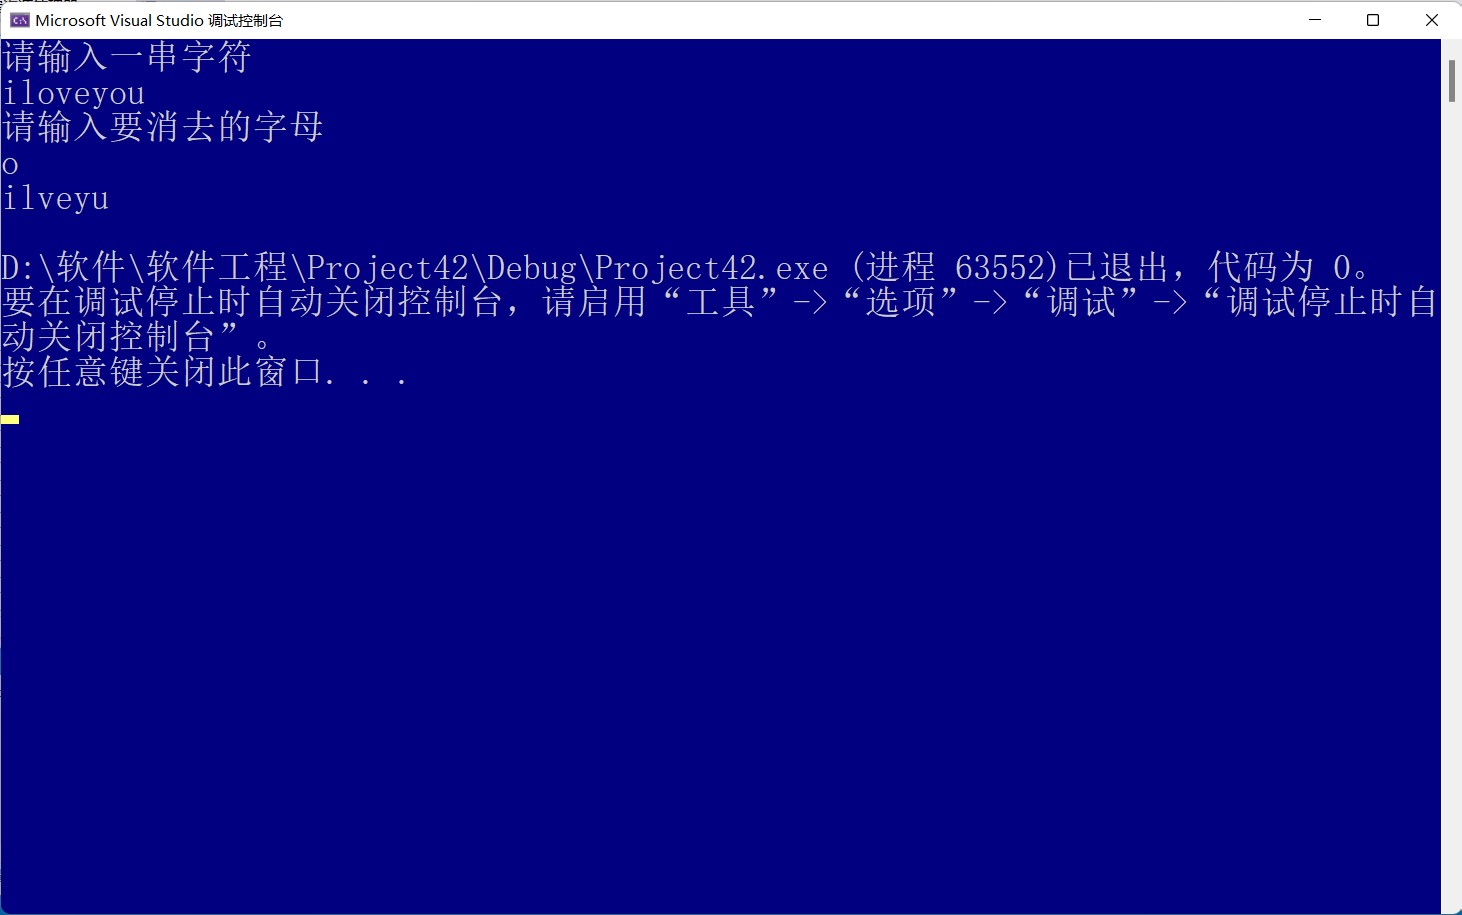 Microsoft Visual Studio 调试控制台
请输入一串字符
iloveyou
请输入要消去的字母
o
ilveyu
D:\软件\软件工程\Project42\Debug\Project42.exe (进程 63552)已退出，代码为 0。
要在调试停止时自动关闭控制台，请启用“工具”->“选项”->“调试”->“调试停止时自
动关闭控制台”。
按任意键关闭此窗口. . .